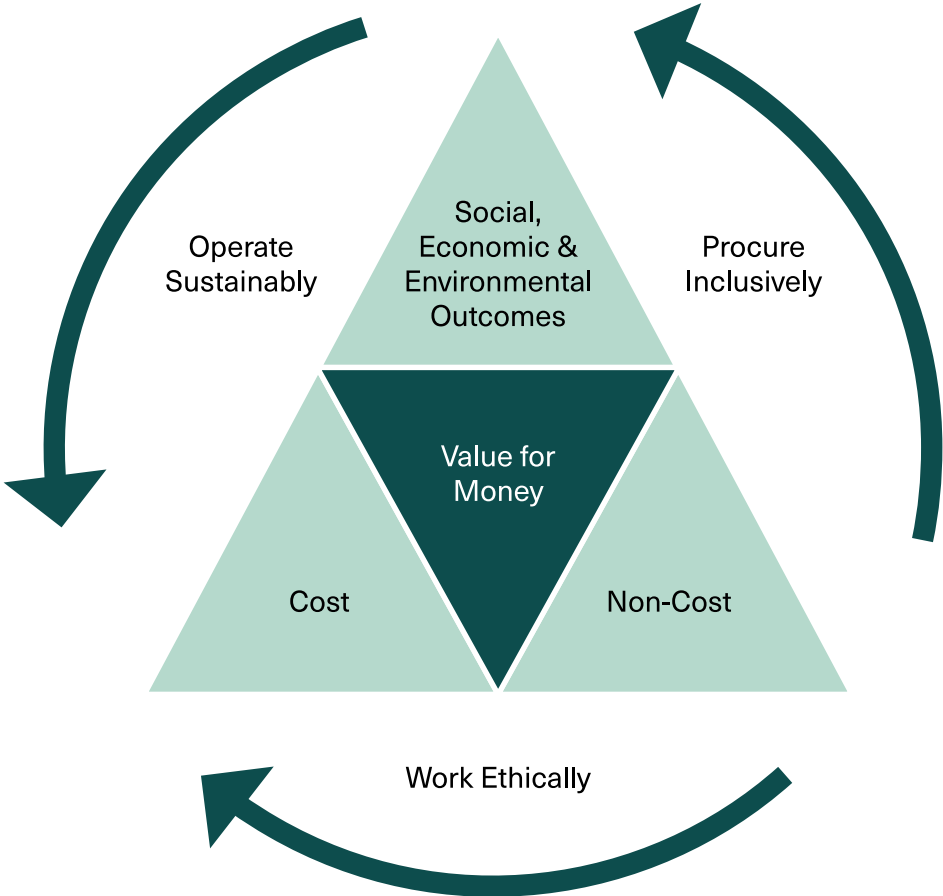 Social,
Economic &
Environmental
Outcomes
Operate
Sustainably
Procure
Inclusively
Value for
Money
Cost
Non-Cost
Work Ethically